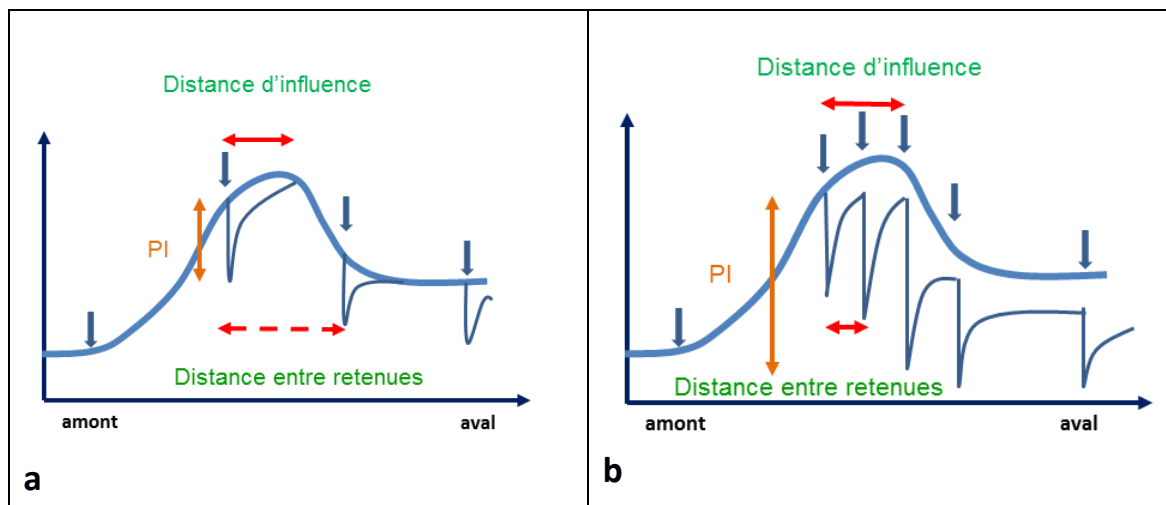 Distance d'influence
PI
Distance entre retenues
amont
aval
a
Distance d'influence
PI
Distance entre retenues
amont
aval
b